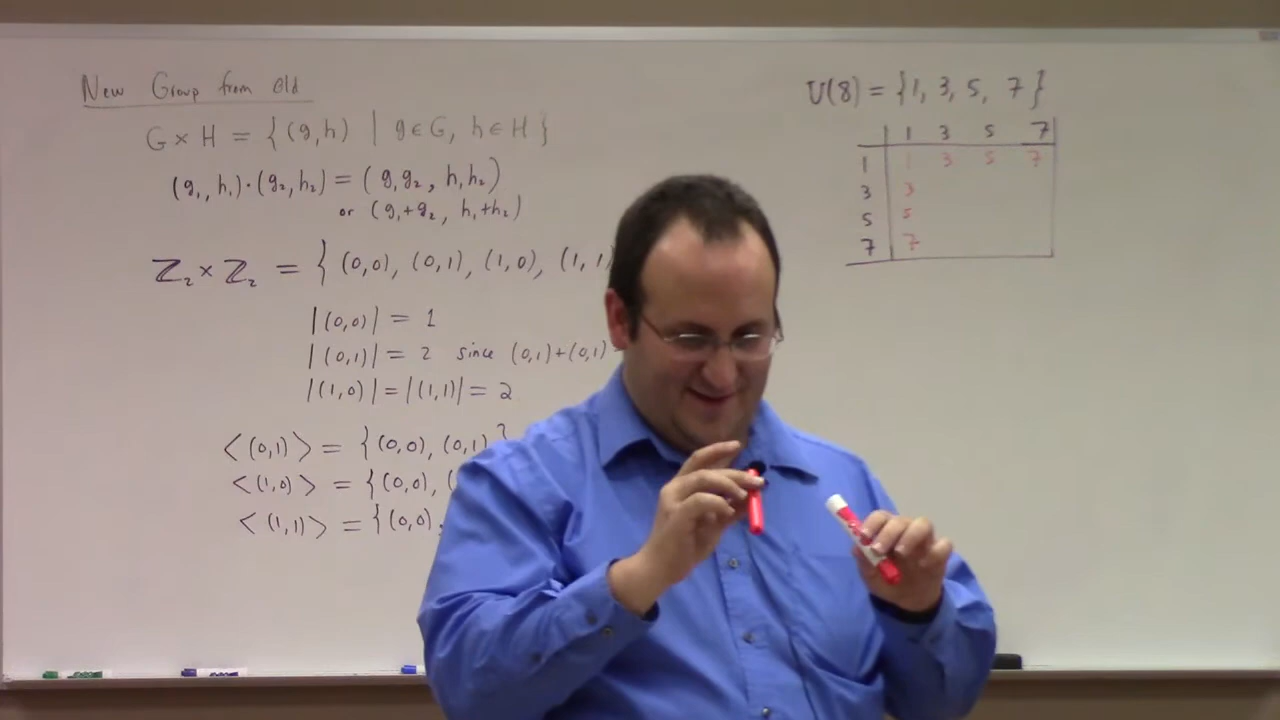 New Group from Old
G × H = { (g,h) | g∈G, h∈H }
(g₁, h₁)·(g₂, h₂) = ( g₁g₂ , h₁h₂)
or (g₁+g₂ , h₁+h₂)
ℤ₂ × ℤ₂ = { (0,0), (0,1), (1,0), (1,1)
|(0,0)| = 1
|(0,1)| = 2 since (0,1)+(0,1)
|(1,0)| = |(1,1)| = 2
<(0,1)> = {(0,0), (0,1)}
<(1,0)> = {(0,0), (
<(1,1)> = {(0,0),
U(8) = {1, 3, 5, 7}
1 3 5 7
1 1 3 5 7
3 3
5 5
7 7